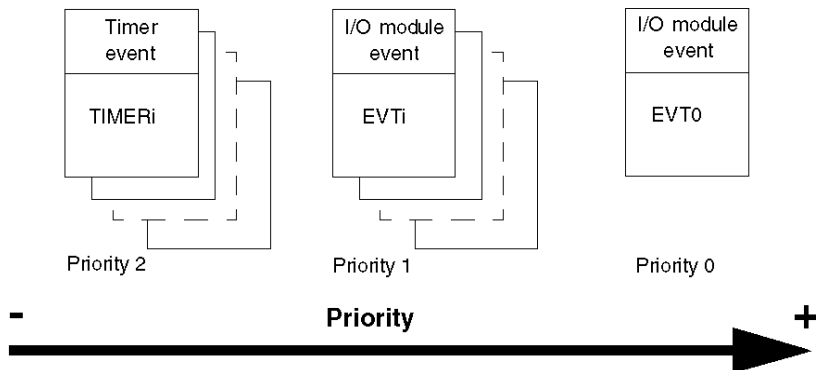 Timer
event
TIMERi
Priority 2
I/O module
event
EVTi
Priority 1
I/O module
event
EVT0
Priority 0
-
Priority
+